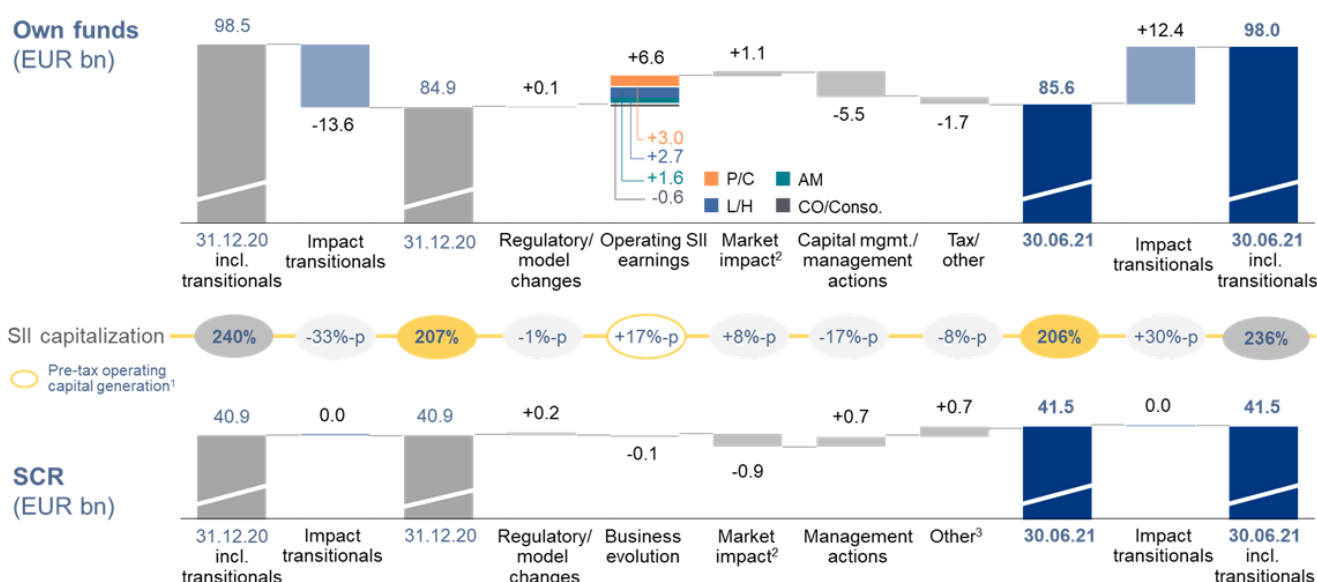 Own funds
(EUR bn)
98.5
-13.6
84.9
+0.1
+6.6
+3.0
+2.7
+1.6
-0.6
P/C
AM
L/H
CO/Conso.
+1.1
-5.5
-1.7
85.6
+12.4
98.0
31.12.20
incl.
transitionals
Impact
transitionals
31.12.20
Regulatory/
model
changes
Operating SII
earnings
Market
impact²
Capital mgmt./
management
actions
Tax/
other
30.06.21
Impact
transitionals
30.06.21
incl.
transitionals
SII capitalization
240%
-33%-p
207%
-1%-p
+17%-p
+8%-p
-17%-p
-8%-p
206%
+30%-p
236%
Pre-tax operating
capital generation¹
SCR
(EUR bn)
40.9
0.0
40.9
+0.2
-0.1
-0.9
+0.7
+0.7
41.5
0.0
41.5
31.12.20
incl.
transitionals
Impact
transitionals
31.12.20
Regulatory/
model
changes
Business
evolution
Market
impact²
Management
actions
Other³
30.06.21
Impact
transitionals
30.06.21
incl.
transitionals